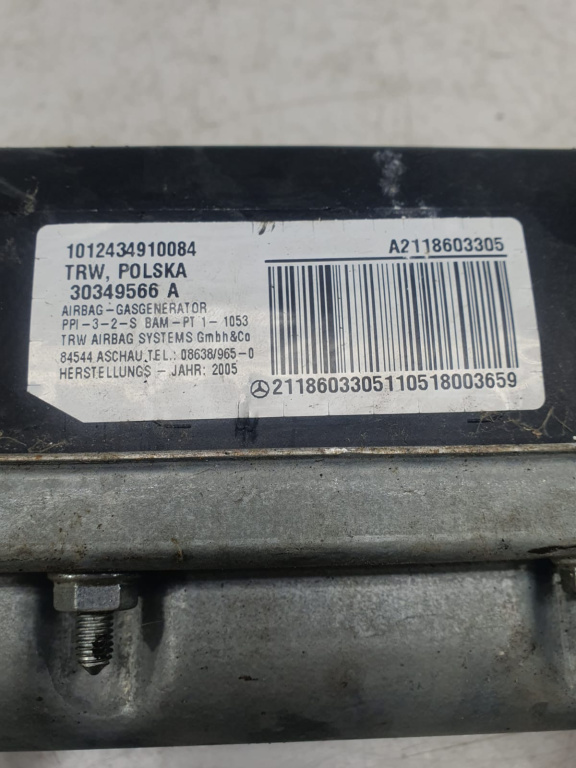 1012434910084
TRW, POLSKA
30349566 A
AIRBAG-GASGENERATOR
PPI-3-2-S BAM-PT 1- 1053
TRW AIRBAG SYSTEMS GmbH&Co
84544 ASCHAU TEL.: 08638/965-0
HERSTELLUNGS - JAHR: 2005
A2118603305
2118603305110518003659